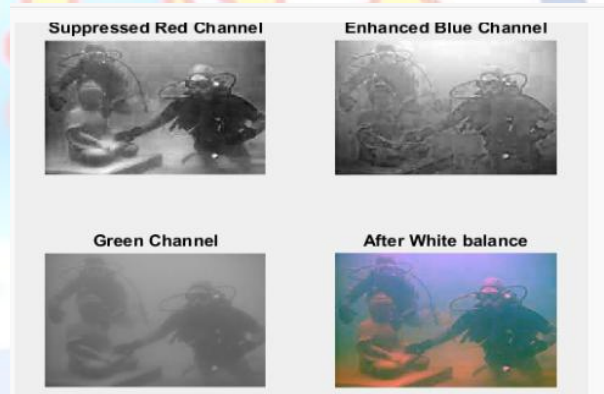 Suppressed Red Channel
Enhanced Blue Channel
Green Channel
After White balance